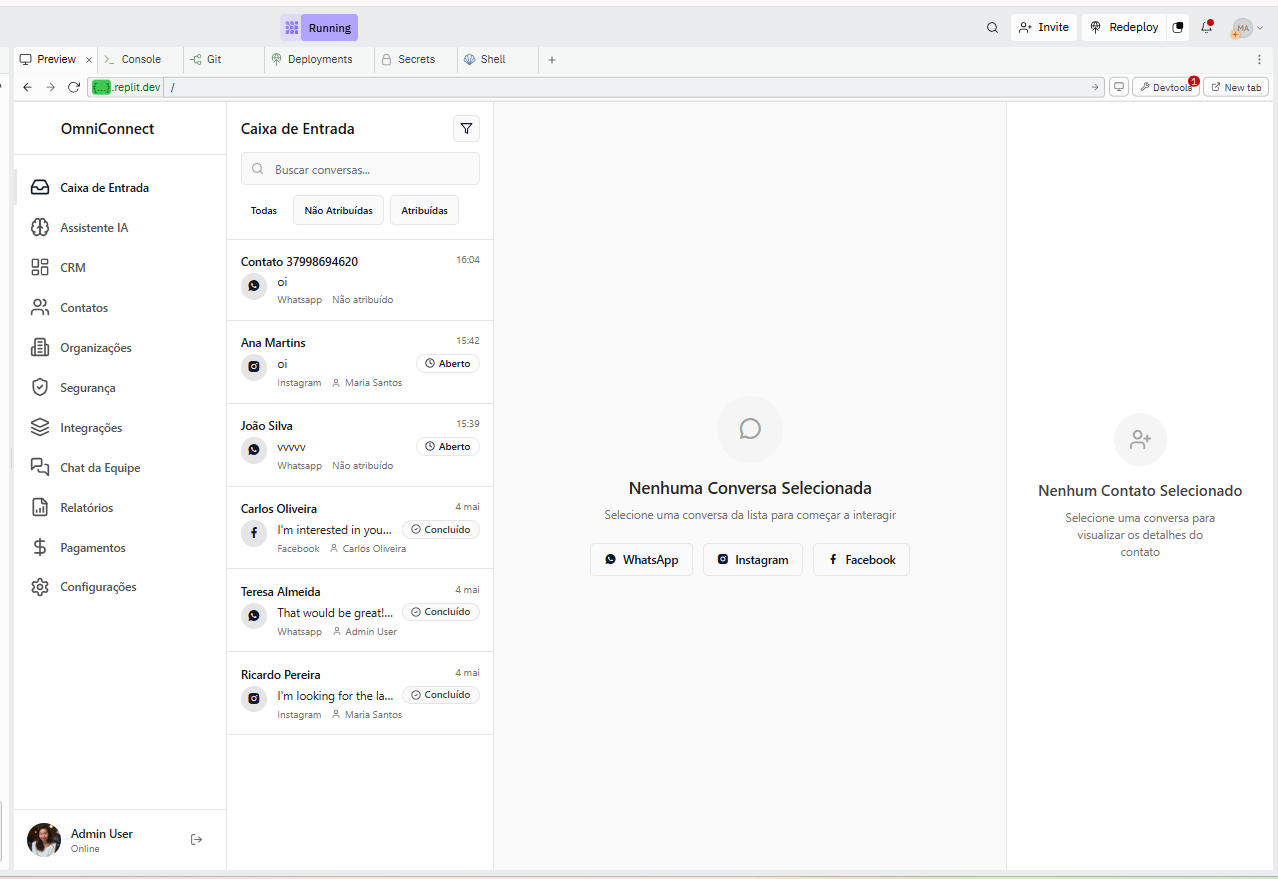 Running
Invite
Redeploy
MA
Preview
Console
Git
Deployments
Secrets
Shell
{...}.replit.dev
/
Devtools
1
New tab
OmniConnect
Caixa de Entrada
Assistente IA
CRM
Contatos
Organizações
Segurança
Integrações
Chat da Equipe
Relatórios
Pagamentos
Configurações
Admin User
Online
Caixa de Entrada
Buscar conversas...
Todas
Não Atribuídas
Atribuídas
Contato 37998694620
16:04
oi
Whatsapp Não atribuído
Ana Martins
15:42
oi
Aberto
Instagram Maria Santos
João Silva
15:39
vvvvv
Aberto
Whatsapp Não atribuído
Carlos Oliveira
4 mai
I'm interested in you...
Concluído
Facebook Carlos Oliveira
Teresa Almeida
4 mai
That would be great!...
Concluído
Whatsapp Admin User
Ricardo Pereira
4 mai
I'm looking for the la...
Concluído
Instagram Maria Santos
Nenhuma Conversa Selecionada
Selecione uma conversa da lista para começar a interagir
WhatsApp
Instagram
Facebook
Nenhum Contato Selecionado
Selecione uma conversa para
visualizar os detalhes do
contato